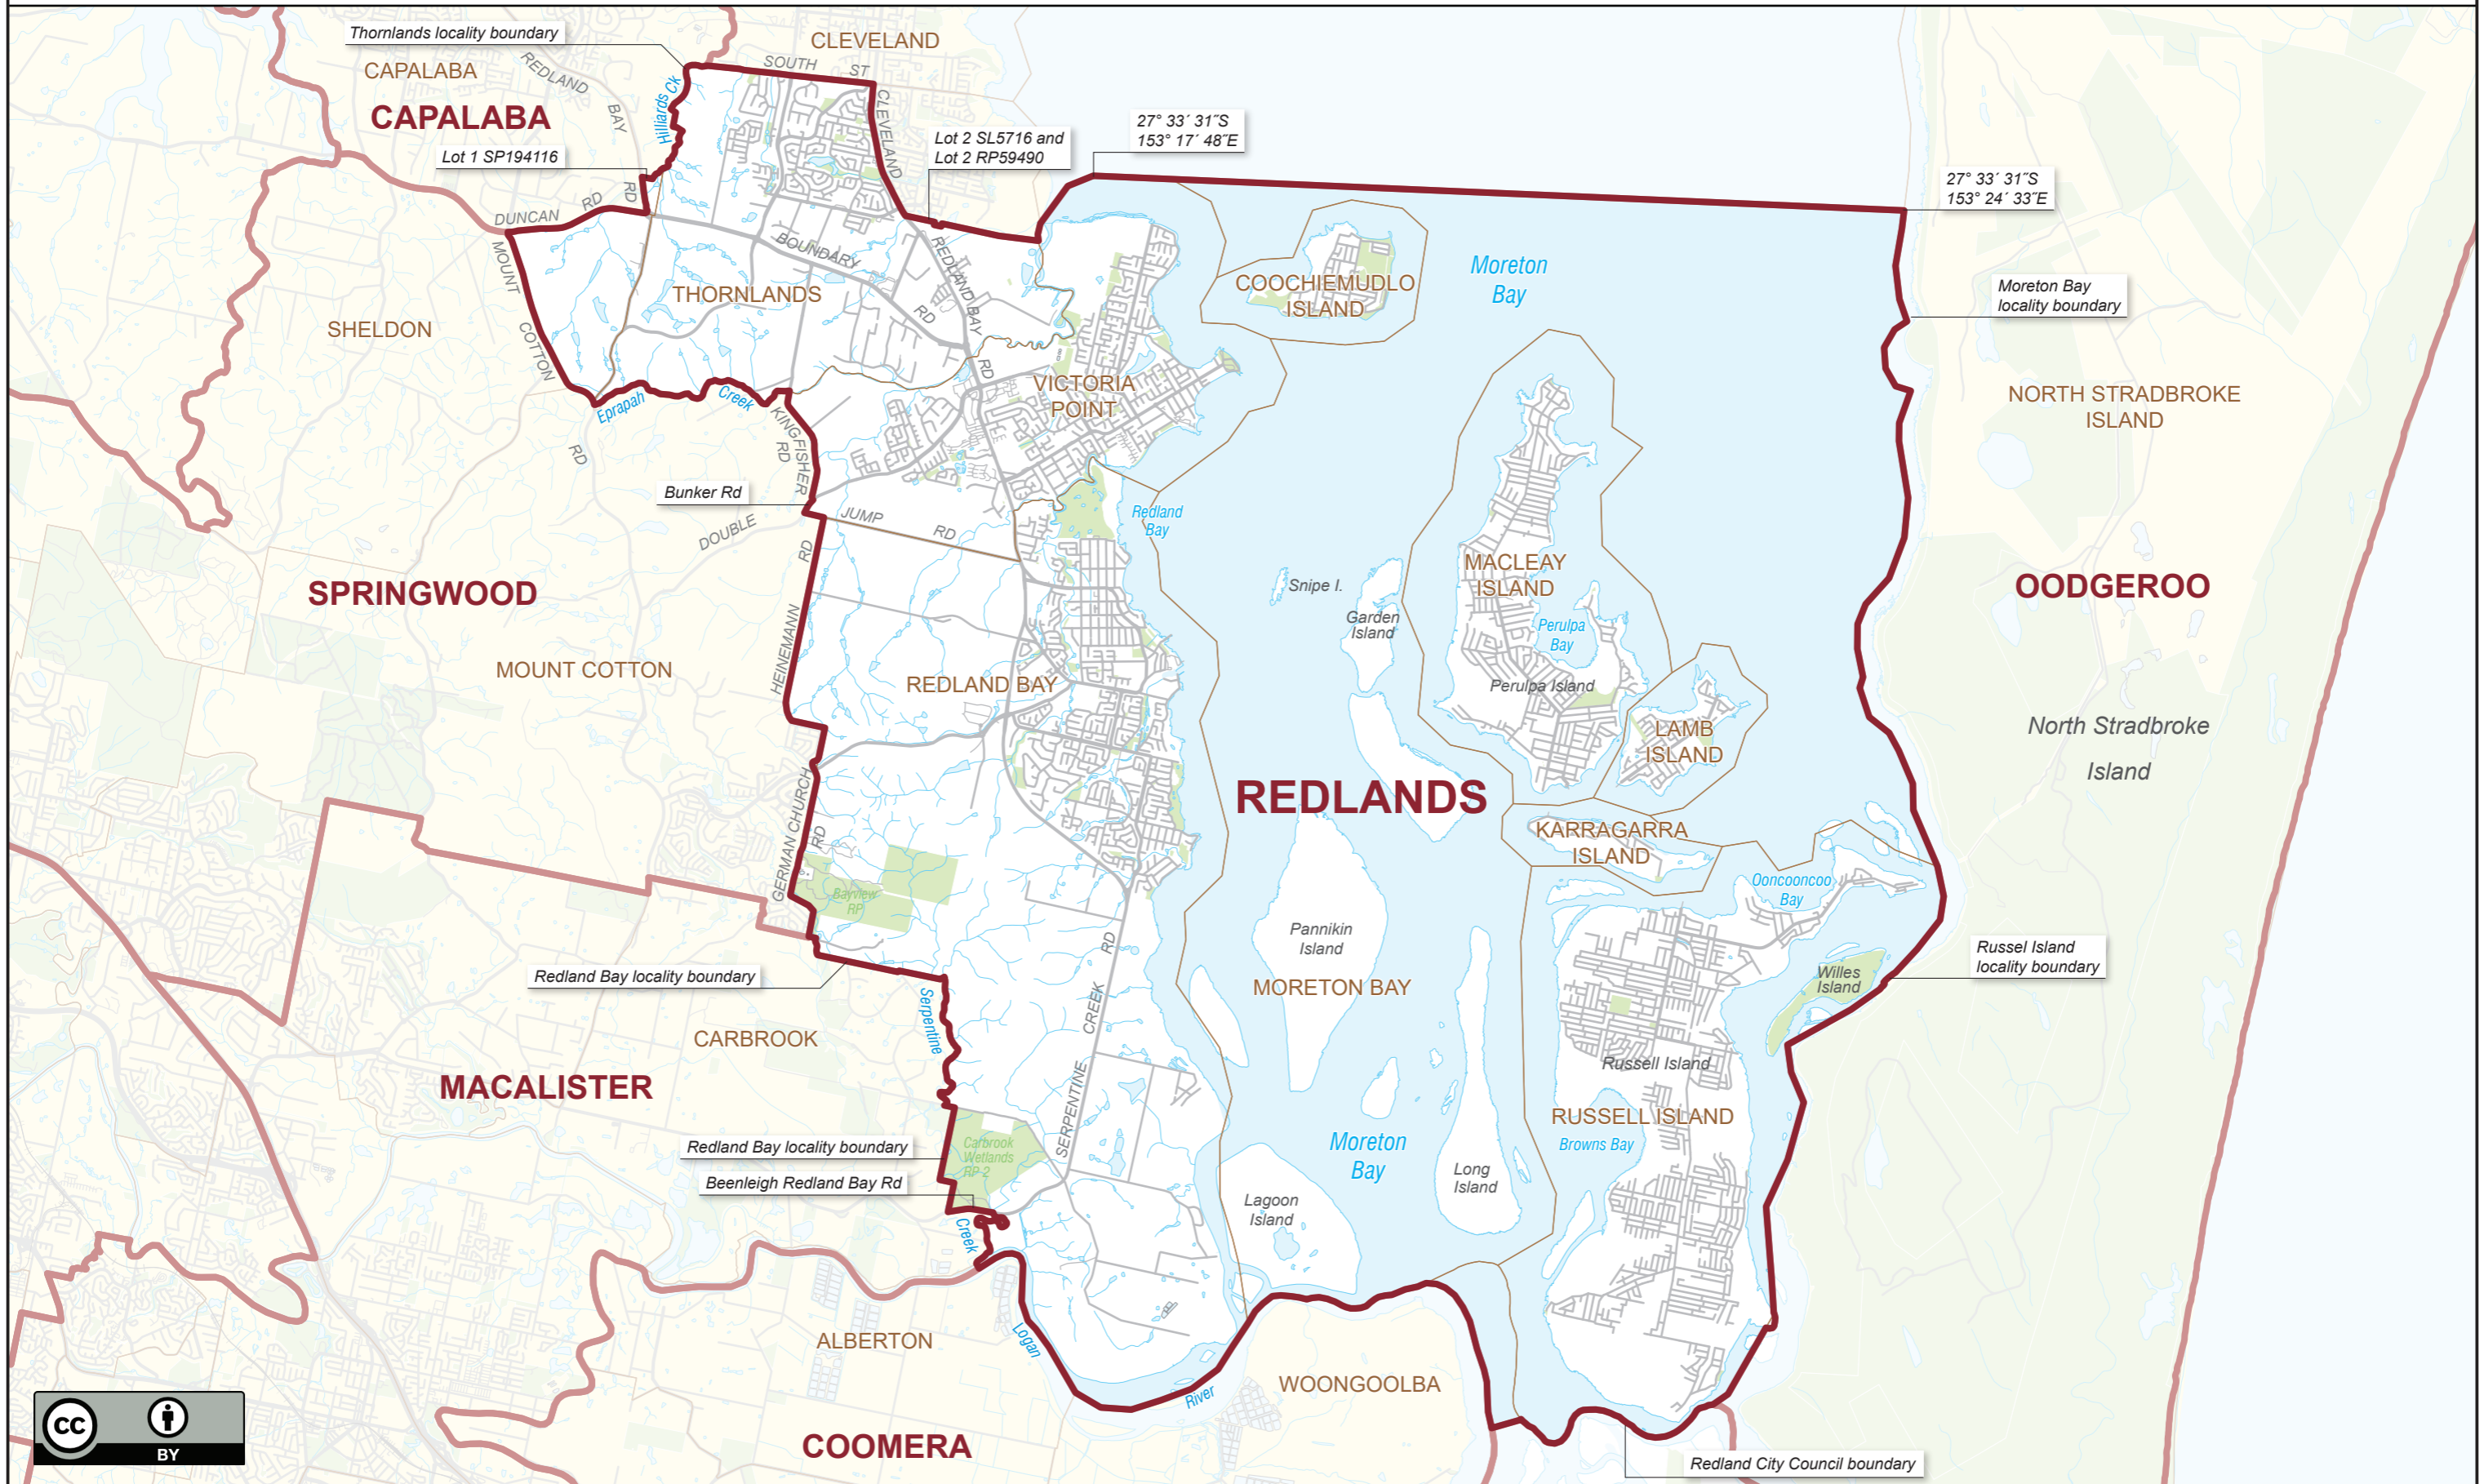 Thornlands locality boundary
CLEVELAND
CAPALABA
REDLAND
BAY
RD
SOUTH ST
CAPALABA
Hilliards Ck
CLEVELAND
Lot 1 SP194116
Lot 2 SL5716 and
Lot 2 RP59490
27° 33´ 31˝S
153° 17´ 48˝E
27° 33´ 31˝S
153° 24´ 33˝E
DUNCAN RD
MOUNT
COTTON
RD
BOUNDARY
RD
REDLAND BAY
RD
THORNLANDS
SHELDON
COOCHIEMUDLO
ISLAND
Moreton
Bay
Moreton Bay
locality boundary
NORTH STRADBROKE
ISLAND
VICTORIA
POINT
Eprapah
Creek
KINGFISHER
RD
Bunker Rd
DOUBLE
JUMP
RD
Redland
Bay
SPRINGWOOD
OODGEROO
MACLEAY
ISLAND
Snipe I.
Garden
Island
Perulpa
Bay
HEINEMANN
RD
MOUNT COTTON
REDLAND BAY
Perulpa Island
LAMB
ISLAND
North Stradbroke
Island
REDLANDS
GERMAN CHURCH
RD
KARRAGARRA
ISLAND
Bayview
RP
Ooncooncoo
Bay
Pannikin
Island
MORETON BAY
Willes
Island
Russel Island
locality boundary
Redland Bay locality boundary
Serpentine
SERPENTINE
CREEK
RD
CARBROOK
MACALISTER
Russell Island
RUSSELL ISLAND
Browns Bay
Redland Bay locality boundary
Carbrook
Wetlands
RP 2
Moreton
Bay
Long
Island
Beenleigh Redland Bay Rd
Lagoon
Island
Creek
ALBERTON
Logan
River
WOONGOOLBA
COOMERA
Redland City Council boundary
cc
BY